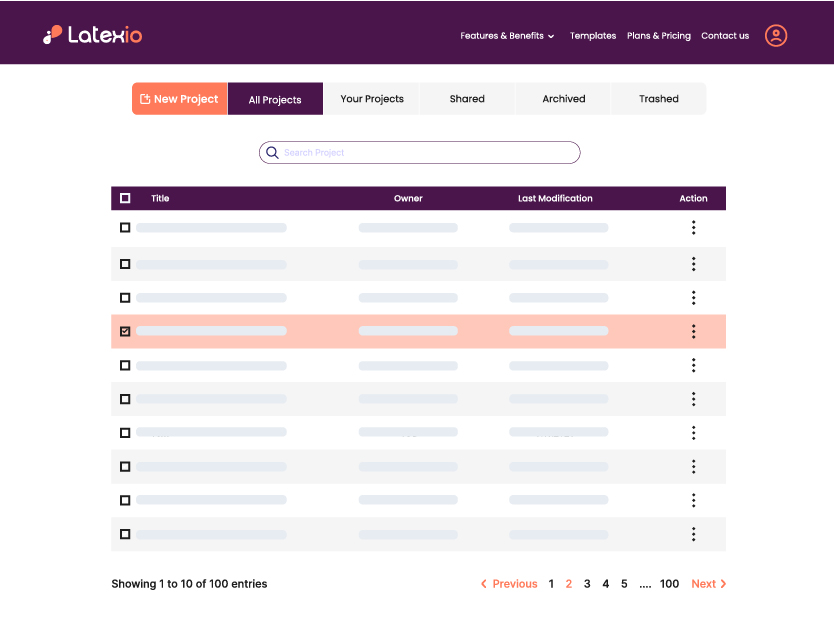 Latexio
Features & Benefits Templates Plans & Pricing Contact us
New Project All Projects Your Projects Shared Archived Trashed
Search Project
Title Owner Last Modification Action
Showing 1 to 10 of 100 entries Previous 1 2 3 4 5 .... 100 Next